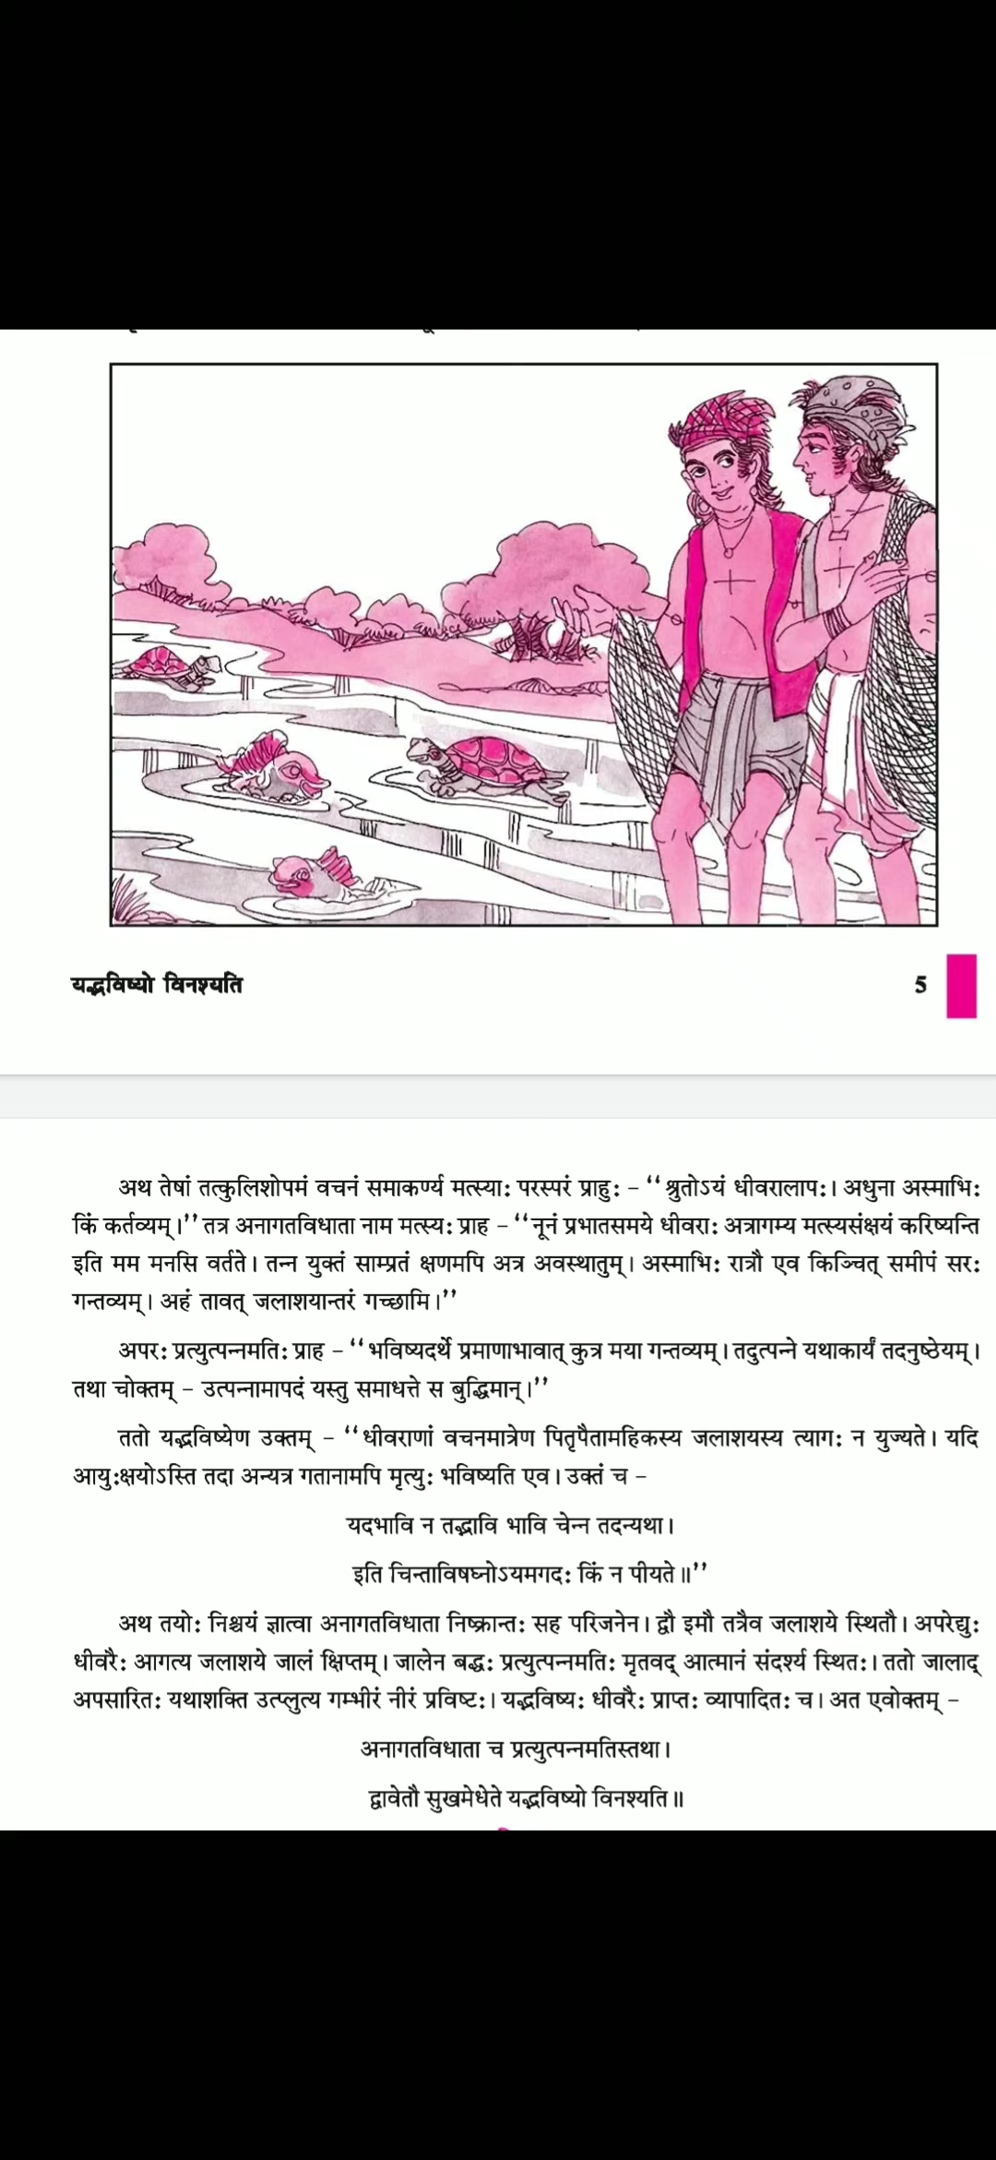 यद्भविष्यो विनश्यति
5
अथ तेषां तत्कुलिशोपमं वचनं समाकर्ण्य मत्स्या: परस्परं प्राहु: – ‘‘श्रुतोऽयं धीवरालाप:। अधुना अस्माभि:
किं कर्तव्यम्।’’ तत्र अनागतविधाता नाम मत्स्य: प्राह – ‘‘नूनं प्रभातसमये धीवरा: अत्रागम्य मत्स्यसंक्षयं करिष्यन्ति
इति मम मनसि वर्तते। तन्न युक्तं साम्प्रतं क्षणमपि अत्र अवस्थातुम्। अस्माभि: रात्रौ एव किञ्चित् समीपं सर:
गन्तव्यम्। अहं तावत् जलाशयान्तरं गच्छामि।’’
अपर: प्रत्युत्पन्नमति: प्राह – ‘‘भविष्यदर्थे प्रमाणाभावात् कुत्र मया गन्तव्यम्। तदुत्पन्ने यथाकार्यं तदनुष्ठेयम्।
तथा चोक्तम् – उत्पन्नामापदं यस्तु समाधत्ते स बुद्धिमान्।’’
ततो यद्भविष्येण उक्तम् – ‘‘धीवराणां वचनमात्रेण पितृपैतामहिकस्य जलाशयस्य त्याग: न युज्यते। यदि
आयु:क्षयोऽस्ति तदा अन्यत्र गतानामपि मृत्यु: भविष्यति एव। उक्तं च –
यदभावि न तद्भावि भावि चेन्न तदन्यथा।
इति चिन्ताविषघ्नोऽयमगद: किं न पीयते॥’’
अथ तयो: निश्चयं ज्ञात्वा अनागतविधाता निष्क्रान्त: सह परिजनेन। द्वौ इमौ तत्रैव जलाशये स्थितौ। अपरेद्यु:
धीवरै: आगत्य जलाशये जालं क्षिप्तम्। जालेन बद्ध: प्रत्युत्पन्नमति: मृतवद् आत्मानं संदर्श्य स्थित:। ततो जालाद्
अपसारित: यथाशक्ति उत्प्लुत्य गम्भीरं नीरं प्रविष्ट:। यद्भविष्य: धीवरै: प्राप्त: व्यापादित: च। अत एवोक्तम् –
अनागतविधाता च प्रत्युत्पन्नमतिस्तथा।
द्वावेतौ सुखमेधेते यद्भविष्यो विनश्यति॥